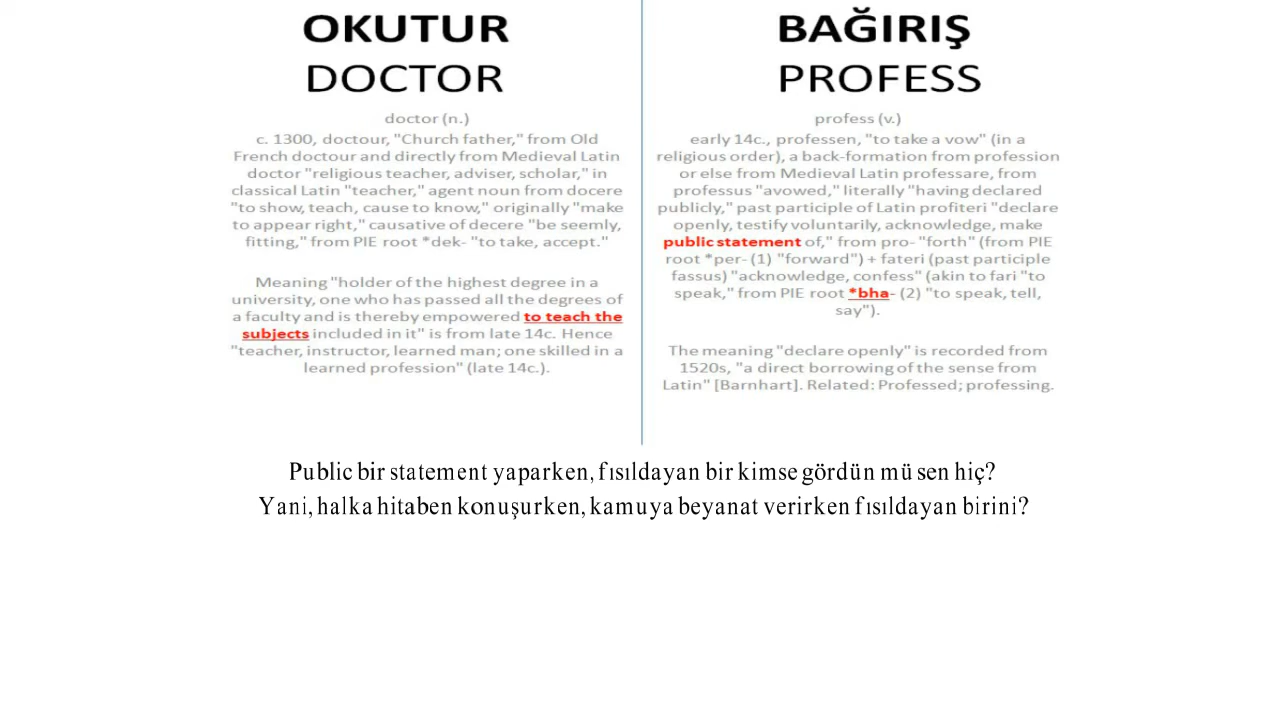 OKUTUR
DOCTOR
doctor (n.)
c. 1300, doctour, "Church father," from Old
French doctour and directly from Medieval Latin
doctor "religious teacher, adviser, scholar," in
classical Latin "teacher," agent noun from docere
"to show, teach, cause to know," originally "make
to appear right," causative of decere "be seemly,
fitting," from PIE root *dek- "to take, accept."
Meaning "holder of the highest degree in a
university, one who has passed all the degrees of
a faculty and is thereby empowered to teach the
subjects included in it" is from late 14c. Hence
"teacher, instructor, learned man; one skilled in a
learned profession" (late 14c.).
BAĞIRIŞ
PROFESS
profess (v.)
early 14c., professen, "to take a vow" (in a
religious order), a back-formation from profession
or else from Medieval Latin professare, from
professus "avowed," literally "having declared
publicly," past participle of Latin profiteri "declare
openly, testify voluntarily, acknowledge, make
public statement of," from pro- "forth" (from PIE
root *per- (1) "forward") + fateri (past participle
fassus) "acknowledge, confess" (akin to fari "to
speak," from PIE root *bha- (2) "to speak, tell,
say").
The meaning "declare openly" is recorded from
1520s, "a direct borrowing of the sense from
Latin" [Barnhart]. Related: Professed; professing.
Public bir statement yaparken, fısıldayan bir kimse gördün mü sen hiç?
Yani, halka hitaben konuşurken, kamuya beyanat verirken fısıldayan birini?